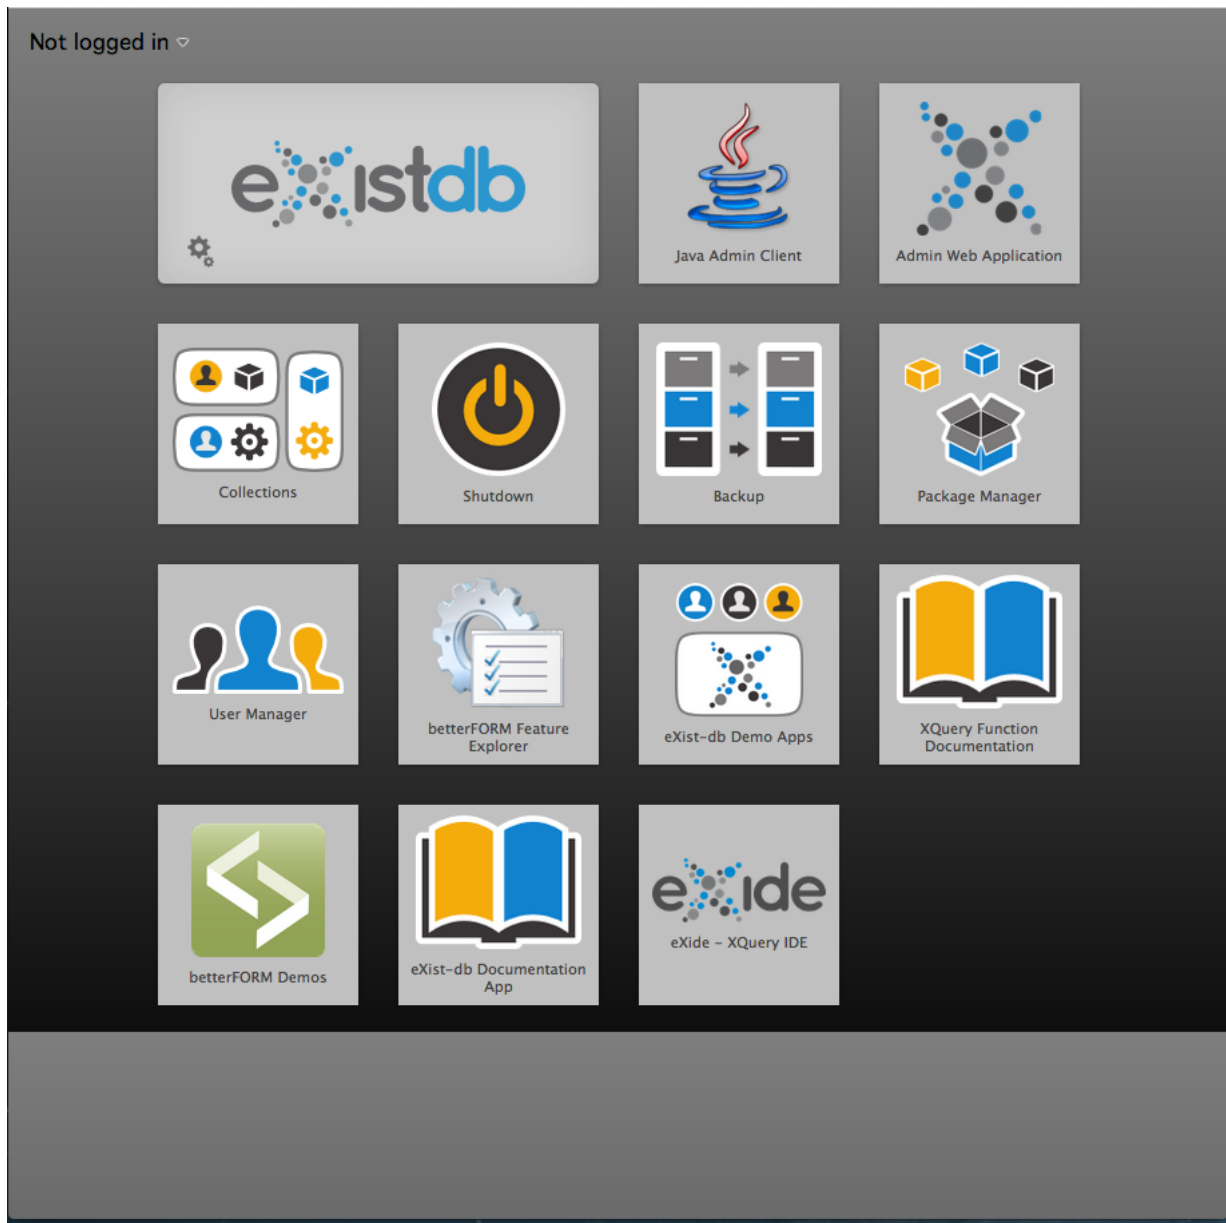 Not logged in
eXistdb
Java Admin Client
Admin Web Application
Collections
Shutdown
Backup
Package Manager
User Manager
betterFORM Feature
Explorer
eXist-db Demo Apps
XQuery Function
Documentation
betterFORM Demos
eXist-db Documentation
App
eXide
eXide – XQuery IDE